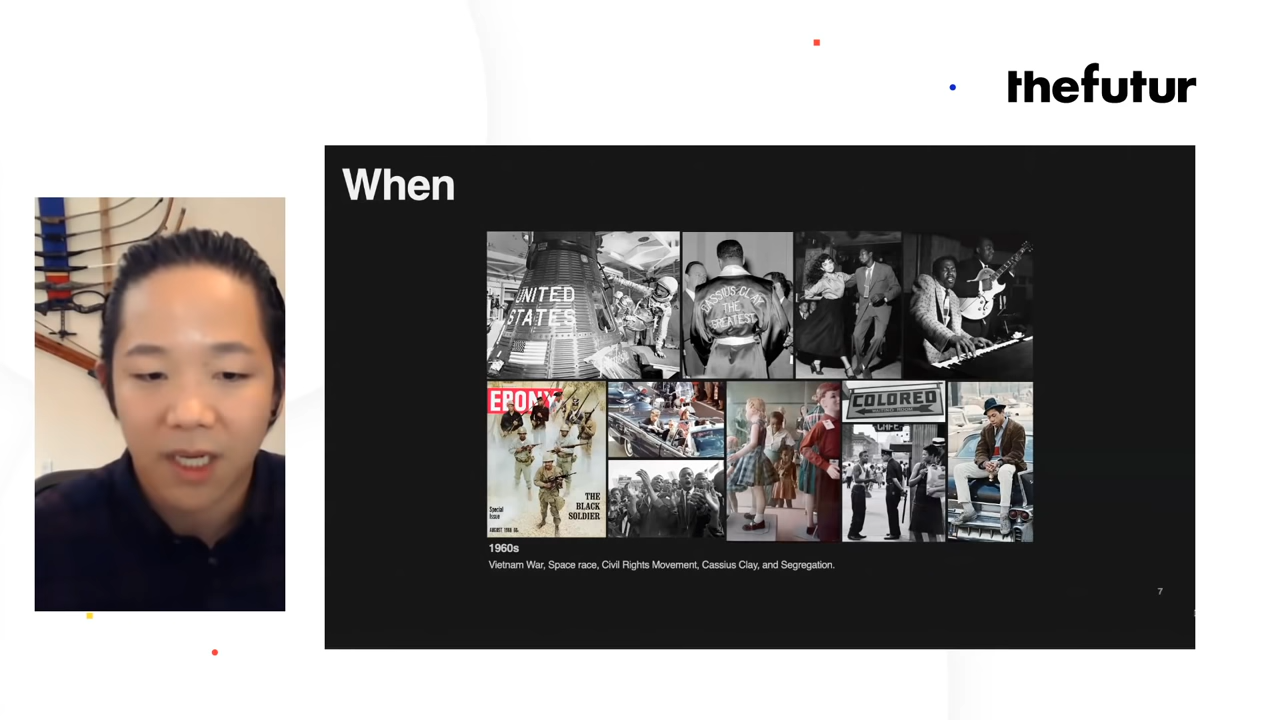 thefutur
When
UNITED
STATES
CASSIUS CLAY
THE
GREATEST
EBONY
THE
BLACK
SOLDIER
Special
Issue
COLORED
CAFE
1960s
Vietnam War, Space race, Civil Rights Movement, Cassius Clay, and Segregation.
7